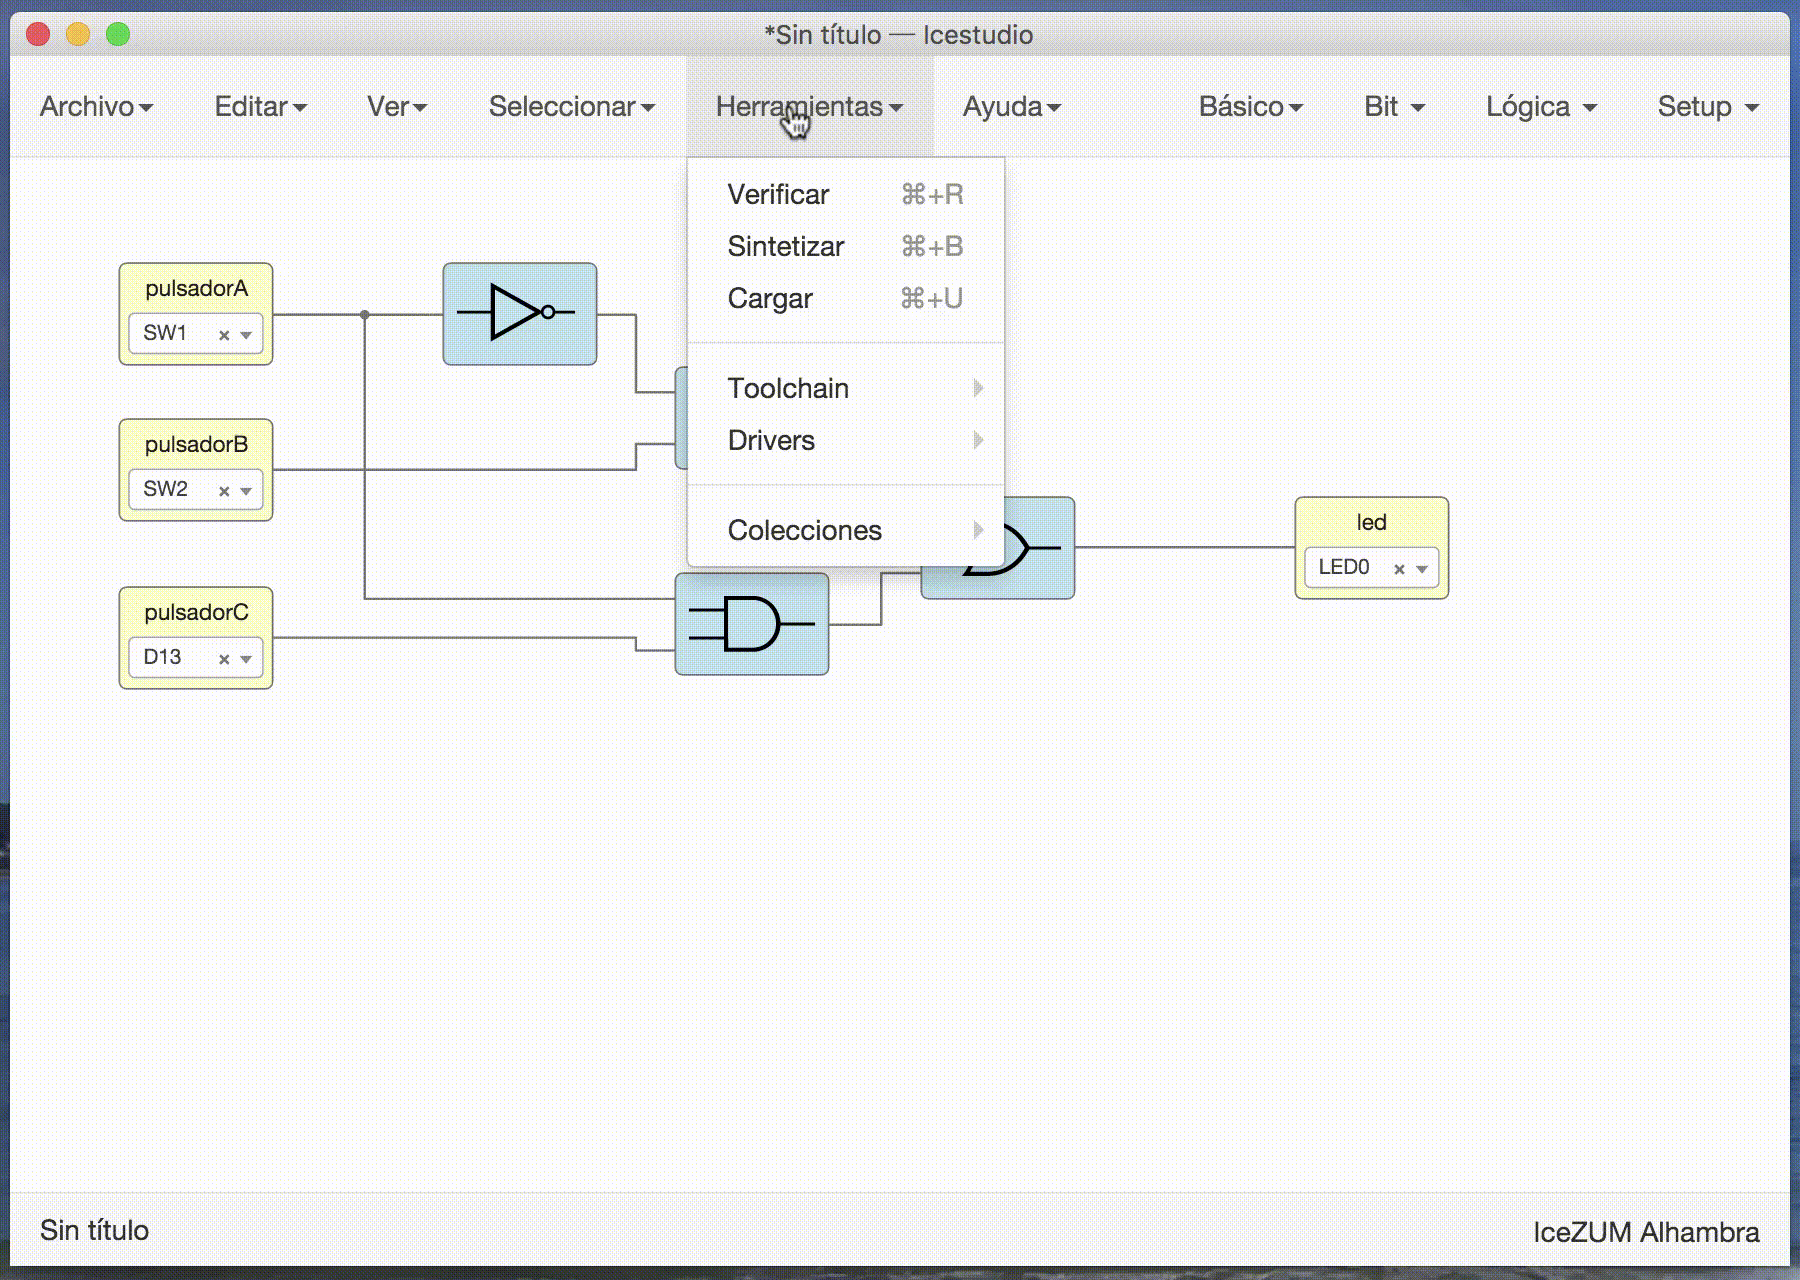 *Sin título — Icestudio
Archivo Editar Ver Seleccionar Herramientas Ayuda Básico Bit Lógica Setup
Verificar ⌘+R
Sintetizar ⌘+B
Cargar ⌘+U
Toolchain
Drivers
Colecciones
pulsadorA
SW1
pulsadorB
SW2
pulsadorC
D13
led
LED0
Sin título
IceZUM Alhambra